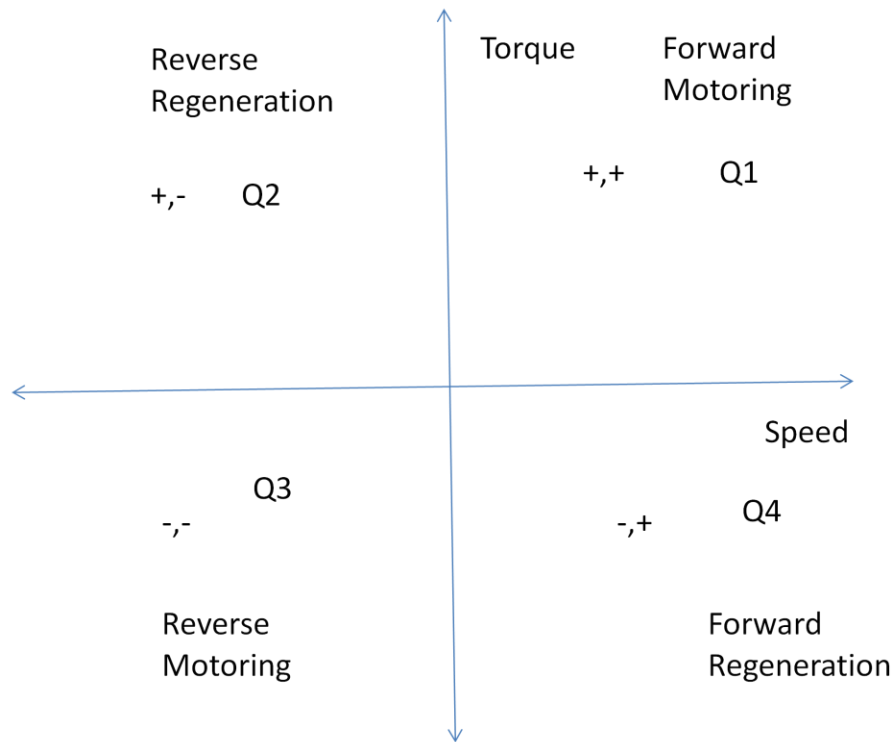 Reverse
Regeneration
+,-
Q2
Torque
Forward
Motoring
+,+
Q1
Speed
Q3
-,-
Reverse
Motoring
Q4
-,+
Forward
Regeneration